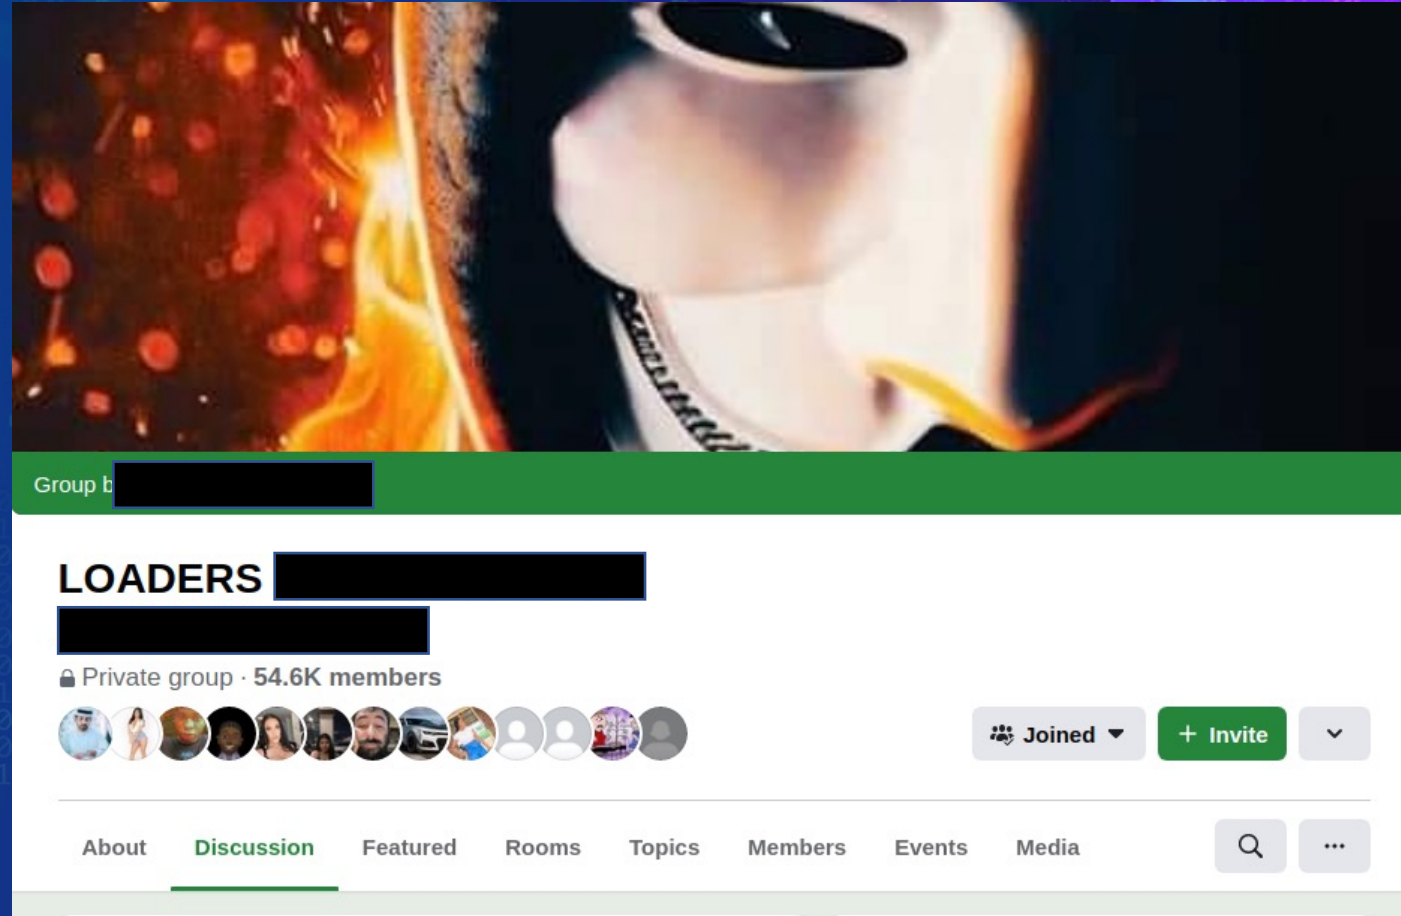 Group b
LOADERS
Private group · 54.6K members
Joined
+ Invite
About Discussion Featured Rooms Topics Members Events Media